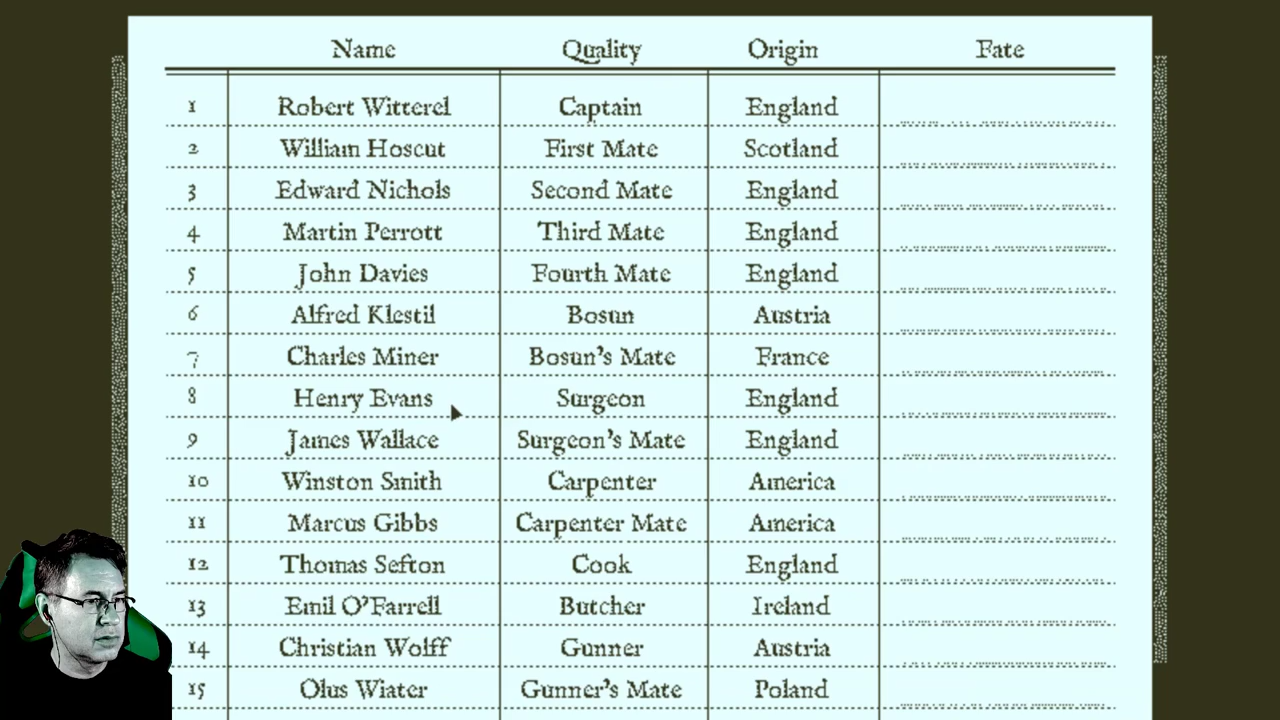 Name Quality Origin Fate
1 Robert Witterel Captain England
2 William Hoscut First Mate Scotland
3 Edward Nichols Second Mate England
4 Martin Perrott Third Mate England
5 John Davies Fourth Mate England
6 Alfred Klestil Bosun Austria
7 Charles Miner Bosun's Mate France
8 Henry Evans Surgeon England
9 James Wallace Surgeon's Mate England
10 Winston Smith Carpenter America
11 Marcus Gibbs Carpenter Mate America
12 Thomas Sefton Cook England
13 Emil O'Farrell Butcher Ireland
14 Christian Wolff Gunner Austria
15 Olus Wiater Gunner's Mate Poland